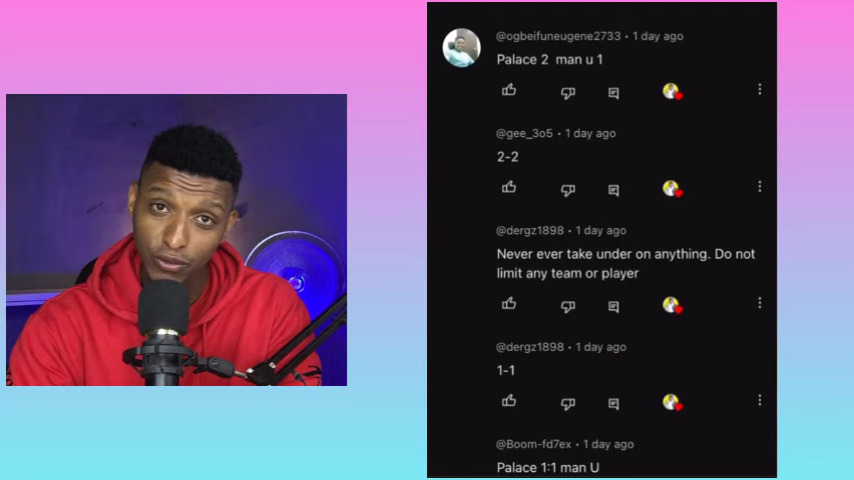 @ogbeifuneugene2733 • 1 day ago
Palace 2 man u 1
@gee_3o5 • 1 day ago
2-2
@dergz1898 • 1 day ago
Never ever take under on anything. Do not
limit any team or player
@dergz1898 • 1 day ago
1-1
@Boom-fd7ex • 1 day ago
Palace 1:1 man U